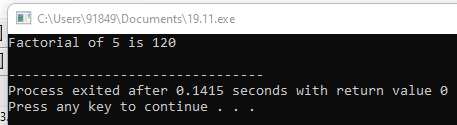 C:\Users\91849\Documents\19.11.exe
Factorial of 5 is 120
--------------------------------
Process exited after 0.1415 seconds with return value 0
Press any key to continue . . .
3.